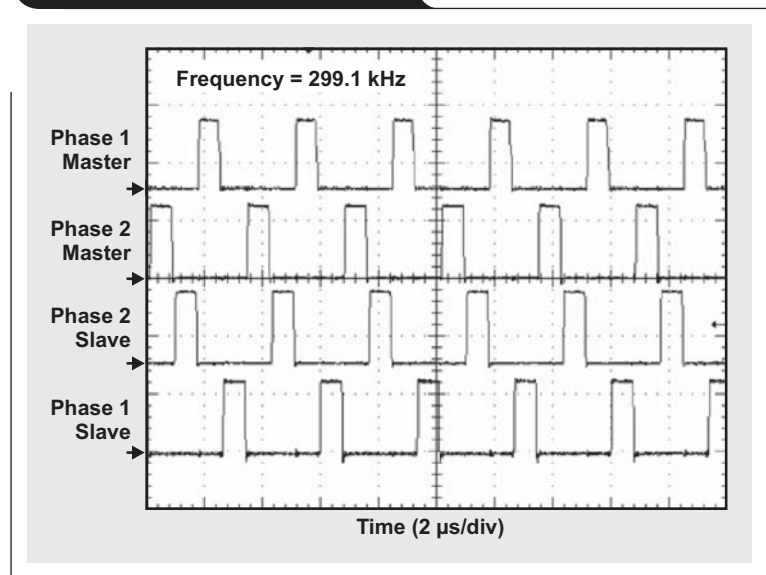 Frequency = 299.1 kHz
Phase 1
Master
Phase 2
Master
Phase 2
Slave
Phase 1
Slave
Time (2 µs/div)